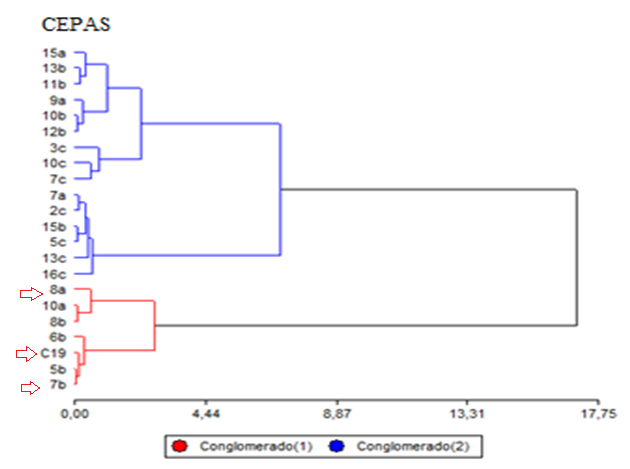 CEPAS
15a
13b
11b
9a
10b
12b
3c
10c
7c
7a
2c
15b
5c
13c
16c
8a
10a
8b
6b
C19
5b
7b
0,00 4,44 8,87 13,31 17,75
Conglomerado(1) Conglomerado(2)